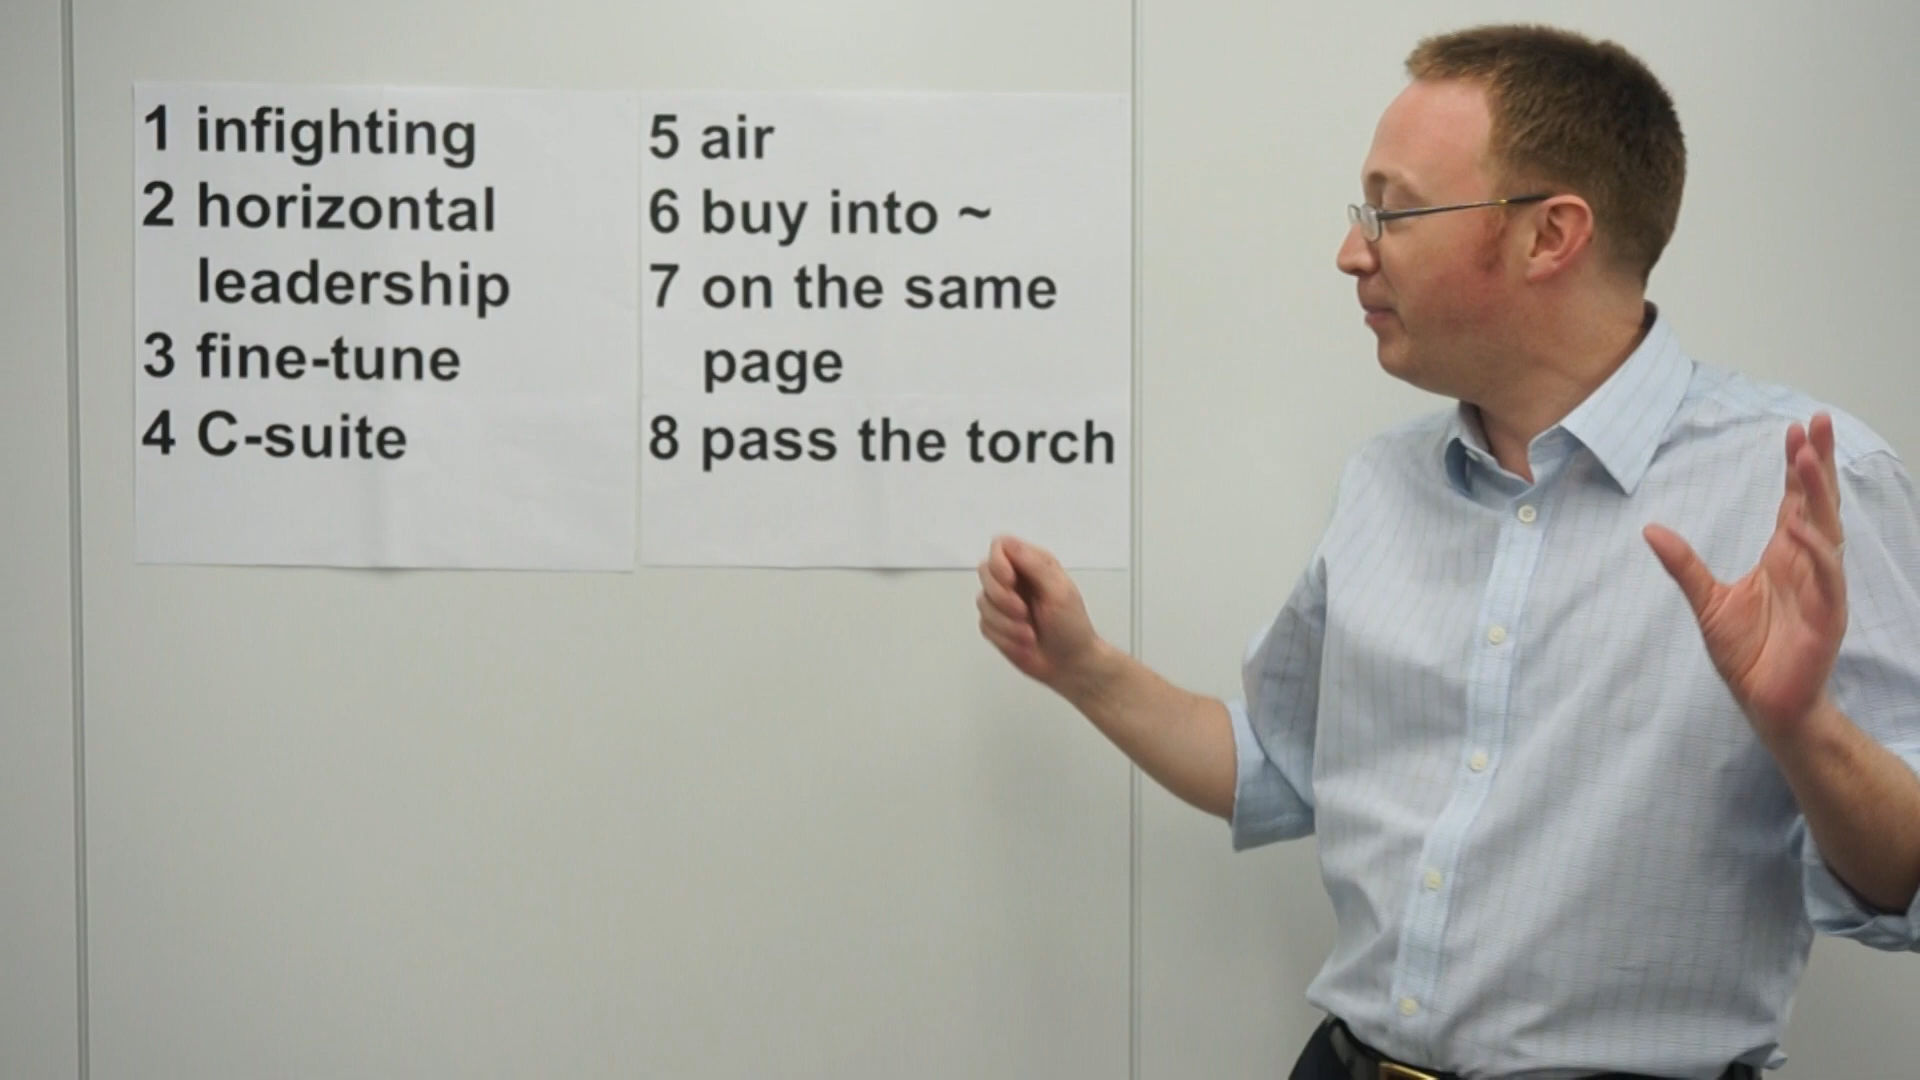 1 infighting
2 horizontal
leadership
3 fine-tune
4 C-suite
5 air
6 buy into ~
7 on the same
page
8 pass the torch